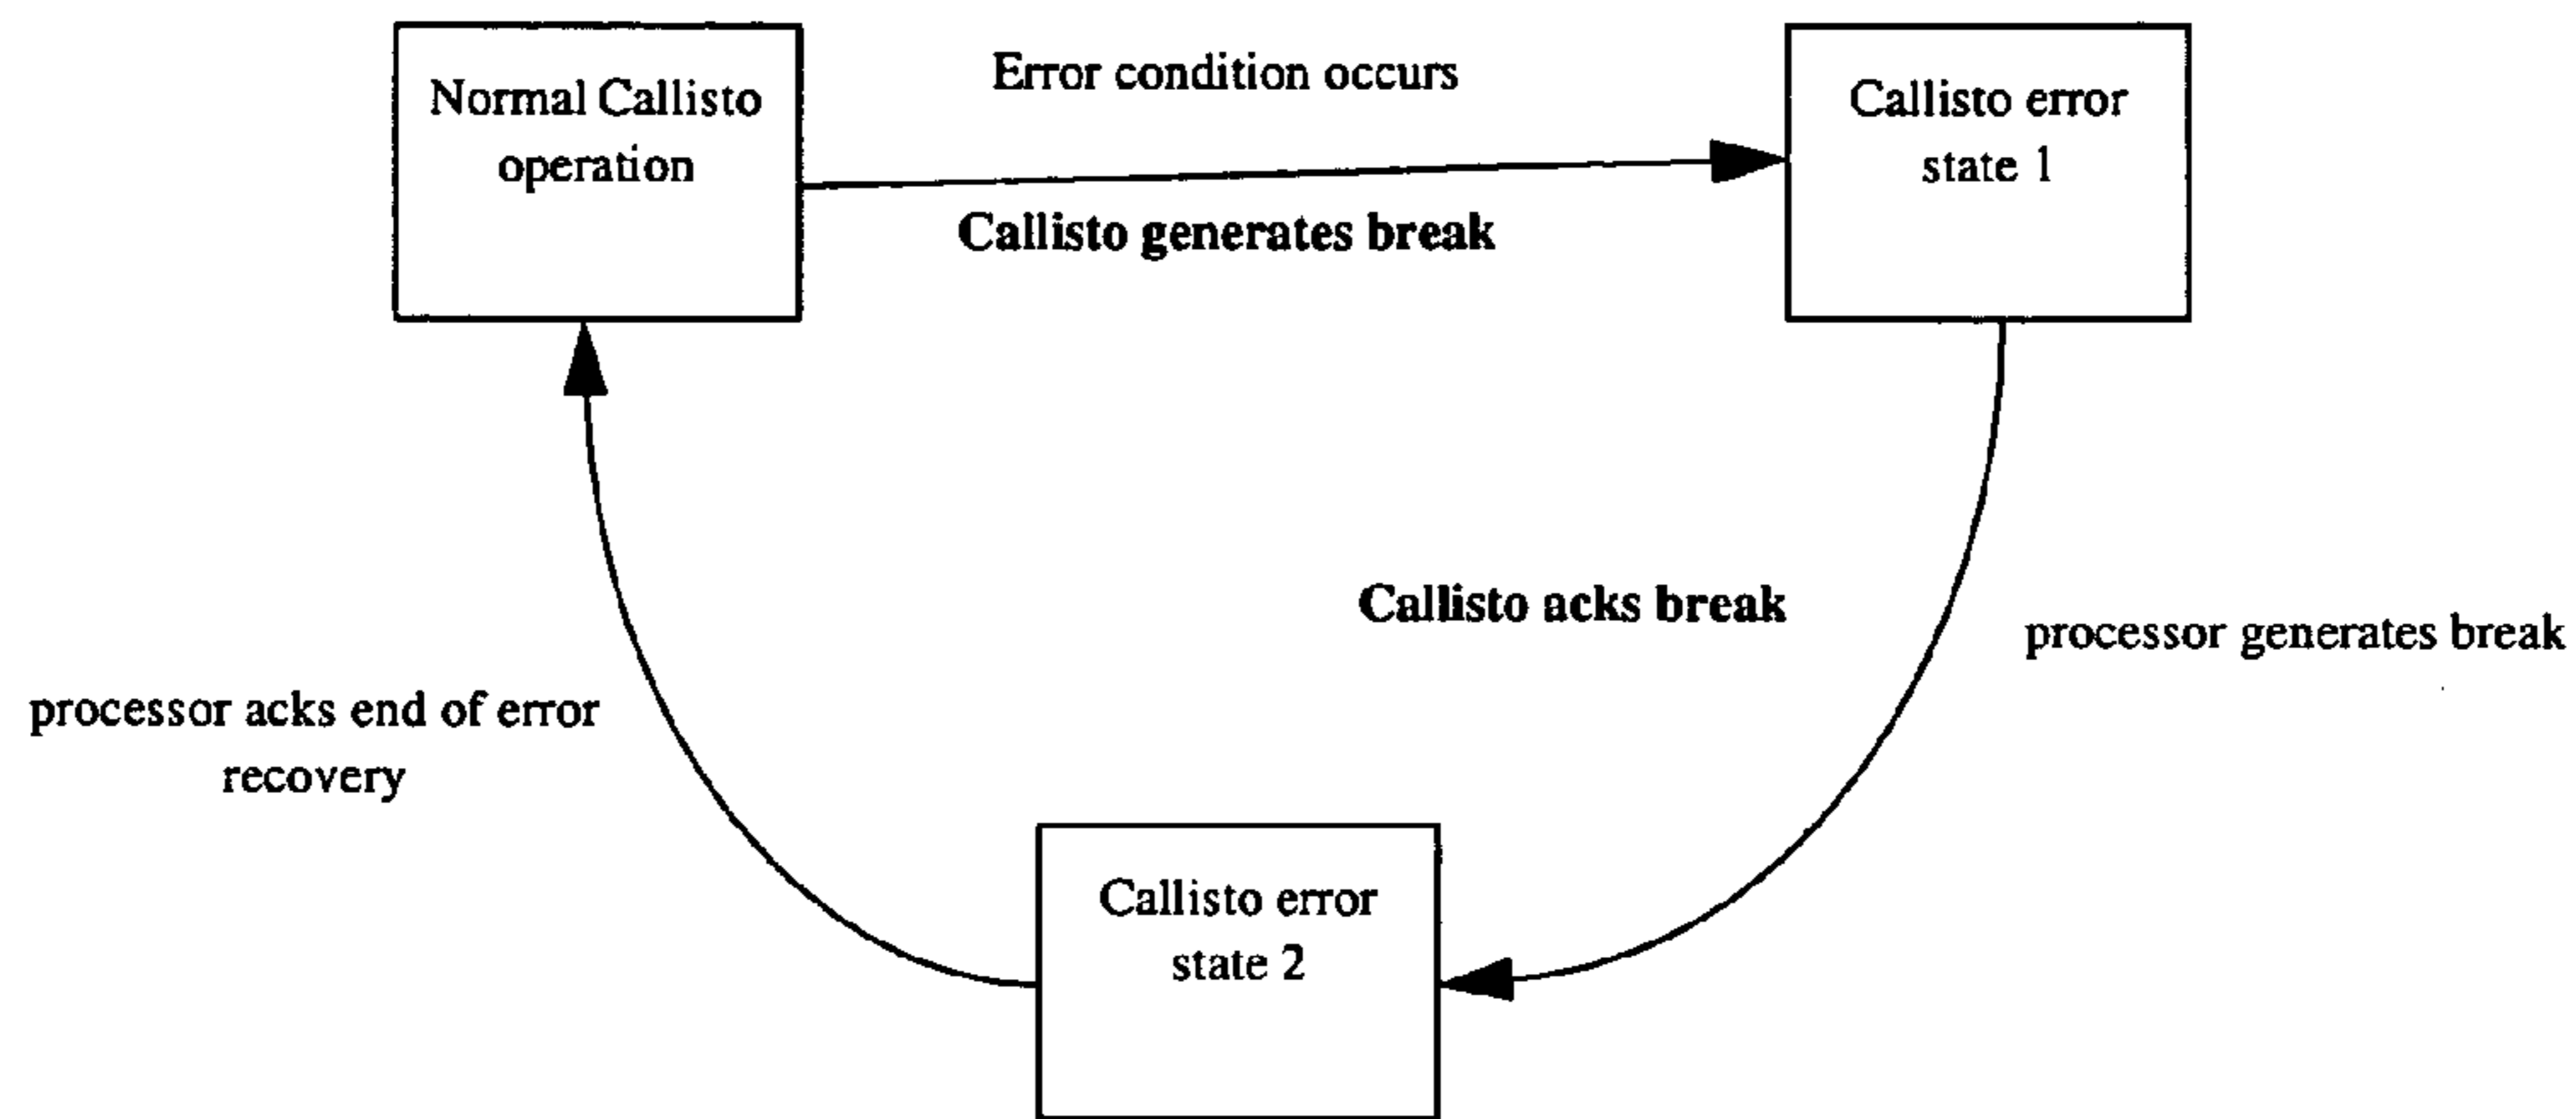 Normal Callisto
operation
Error condition occurs
Callisto generates break
Callisto error
state 1
Callisto acks break
processor generates break
processor acks end of error
recovery
Callisto error
state 2